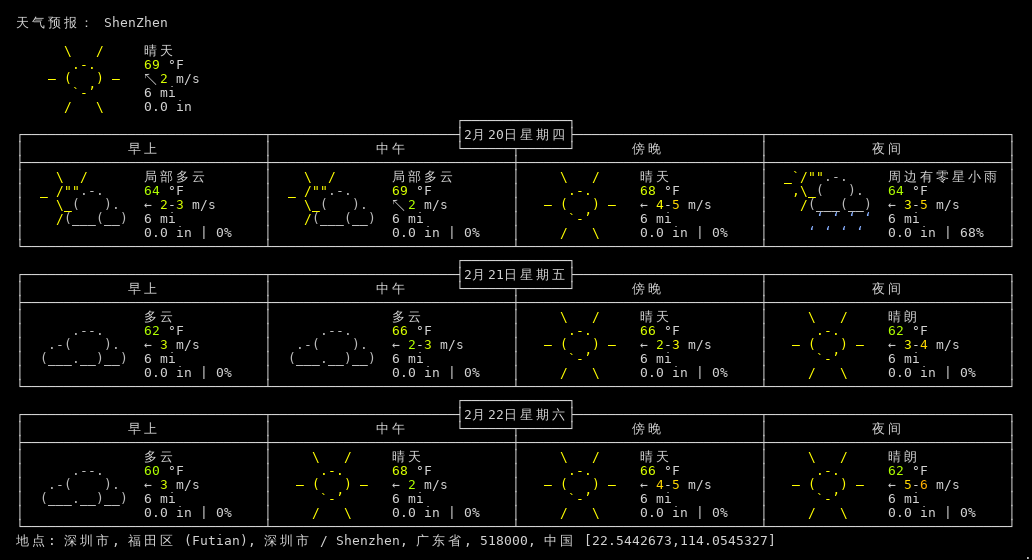 天气预报： ShenZhen
晴天
69 °F
↖ 2 m/s
6 mi
0.0 in
2月20日星期四
早上 中午 傍晚 夜间
局部多云 局部多云 晴天 周边有零星小雨
64 °F 69 °F 68 °F 64 °F
← 2-3 m/s ↖ 2 m/s ← 4-5 m/s ← 3-5 m/s
6 mi 6 mi 6 mi 6 mi
0.0 in | 0% 0.0 in | 0% 0.0 in | 0% 0.0 in | 68%
2月21日星期五
早上 中午 傍晚 夜间
多云 多云 晴天 晴朗
62 °F 66 °F 66 °F 62 °F
← 3 m/s ← 2-3 m/s ← 2-3 m/s ← 3-4 m/s
6 mi 6 mi 6 mi 6 mi
0.0 in | 0% 0.0 in | 0% 0.0 in | 0% 0.0 in | 0%
2月22日星期六
早上 中午 傍晚 夜间
多云 晴天 晴天 晴朗
60 °F 68 °F 66 °F 62 °F
← 3 m/s ← 2 m/s ← 4-5 m/s ← 5-6 m/s
6 mi 6 mi 6 mi 6 mi
0.0 in | 0% 0.0 in | 0% 0.0 in | 0% 0.0 in | 0%
地点: 深圳市, 福田区 (Futian), 深圳市 / Shenzhen, 广东省, 518000, 中国 [22.5442673,114.0545327]